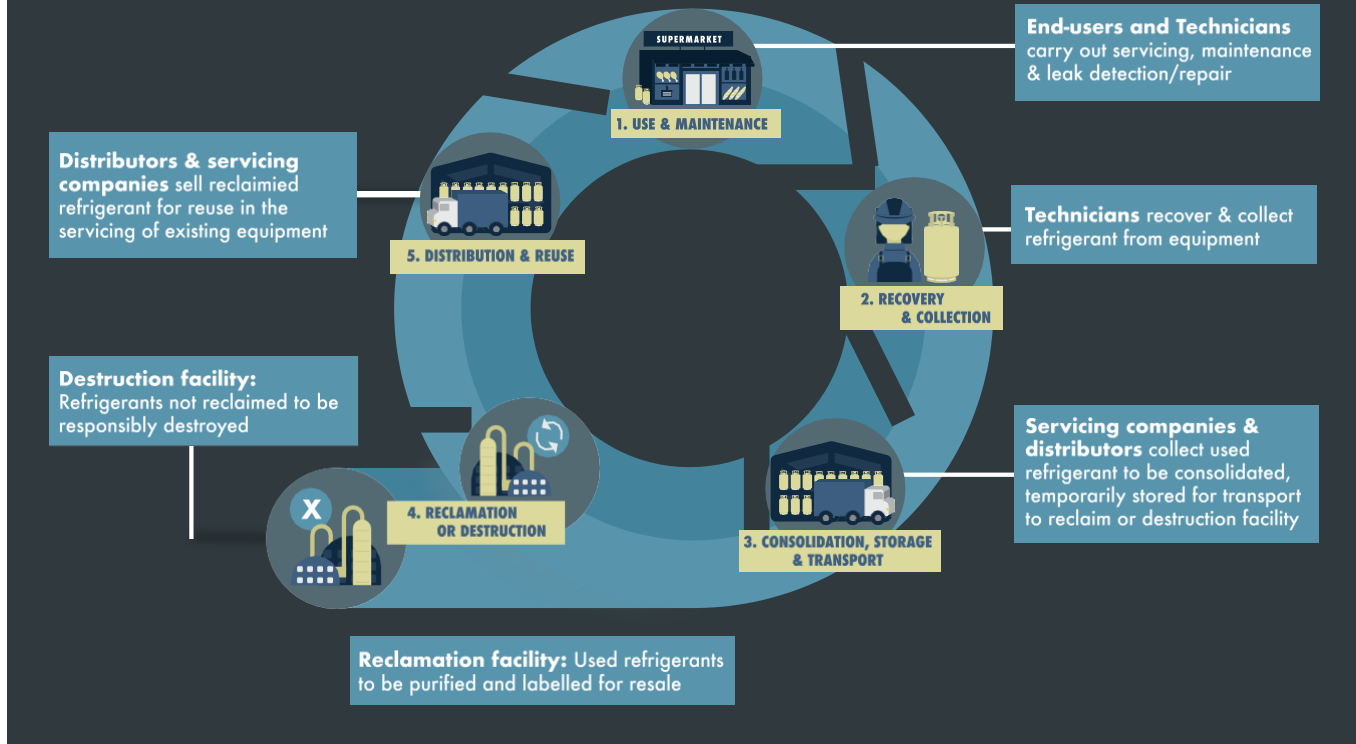 SUPERMARKET
1. USE & MAINTENANCE
End-users and Technicians
carry out servicing, maintenance
& leak detection/repair
Technicians recover & collect
refrigerant from equipment
2. RECOVERY
& COLLECTION
Servicing companies &
distributors collect used
refrigerant to be consolidated,
temporarily stored for transport
to reclaim or destruction facility
3. CONSOLIDATION, STORAGE
& TRANSPORT
Reclamation facility: Used refrigerants
to be purified and labelled for resale
4. RECLAMATION
OR DESTRUCTION
X
Destruction facility:
Refrigerants not reclaimed to be
responsibly destroyed
Distributors & servicing
companies sell reclaimied
refrigerant for reuse in the
servicing of existing equipment
5. DISTRIBUTION & REUSE